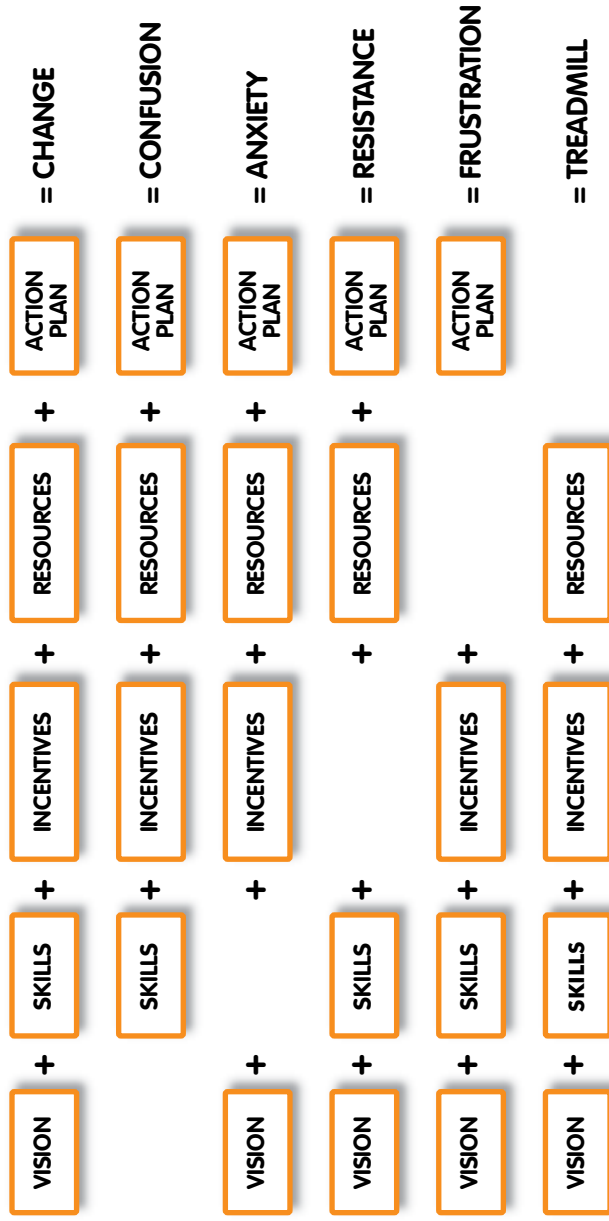 VISION + SKILLS + INCENTIVES + RESOURCES + ACTION PLAN = CHANGE
SKILLS + INCENTIVES + RESOURCES + ACTION PLAN = CONFUSION
VISION + + INCENTIVES + RESOURCES + ACTION PLAN = ANXIETY
VISION + SKILLS + + RESOURCES + ACTION PLAN = RESISTANCE
VISION + SKILLS + INCENTIVES + ACTION PLAN = FRUSTRATION
VISION + SKILLS + INCENTIVES + RESOURCES = TREADMILL